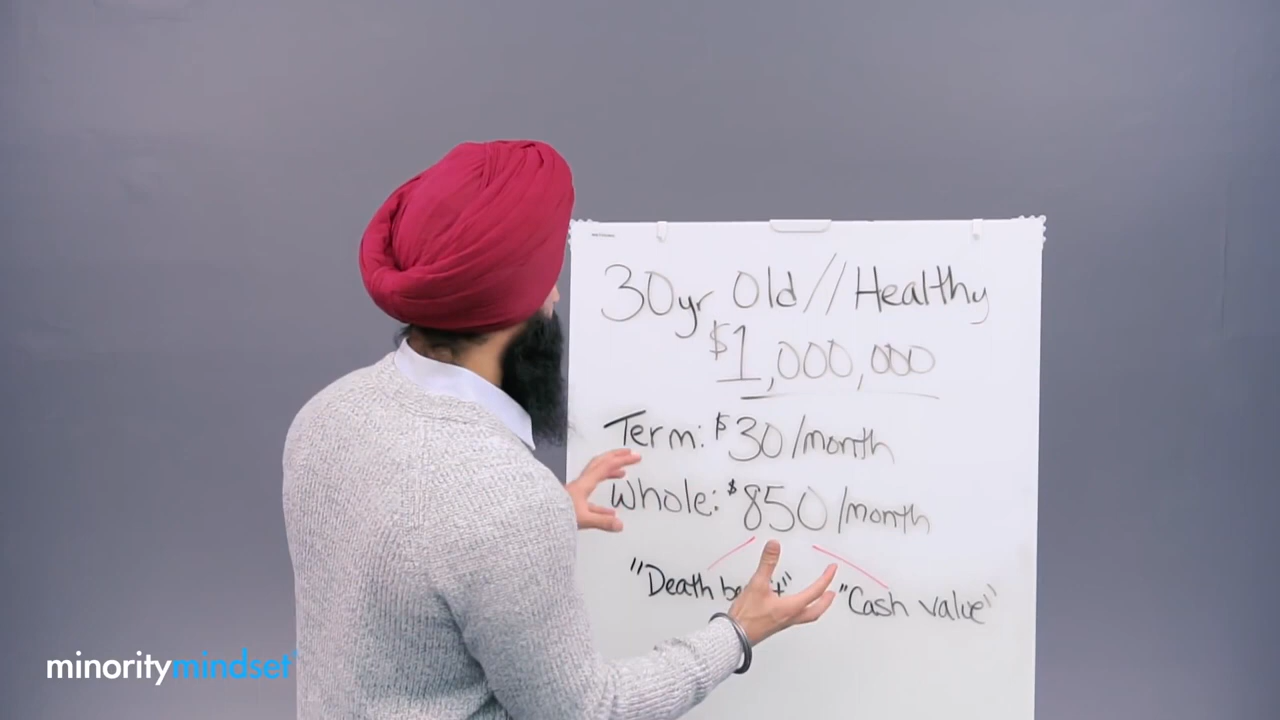 30yr Old // Healthy
$1,000,000
Term: $30/month
Whole: $850/month
"Death "Cash value"
minoritymindset